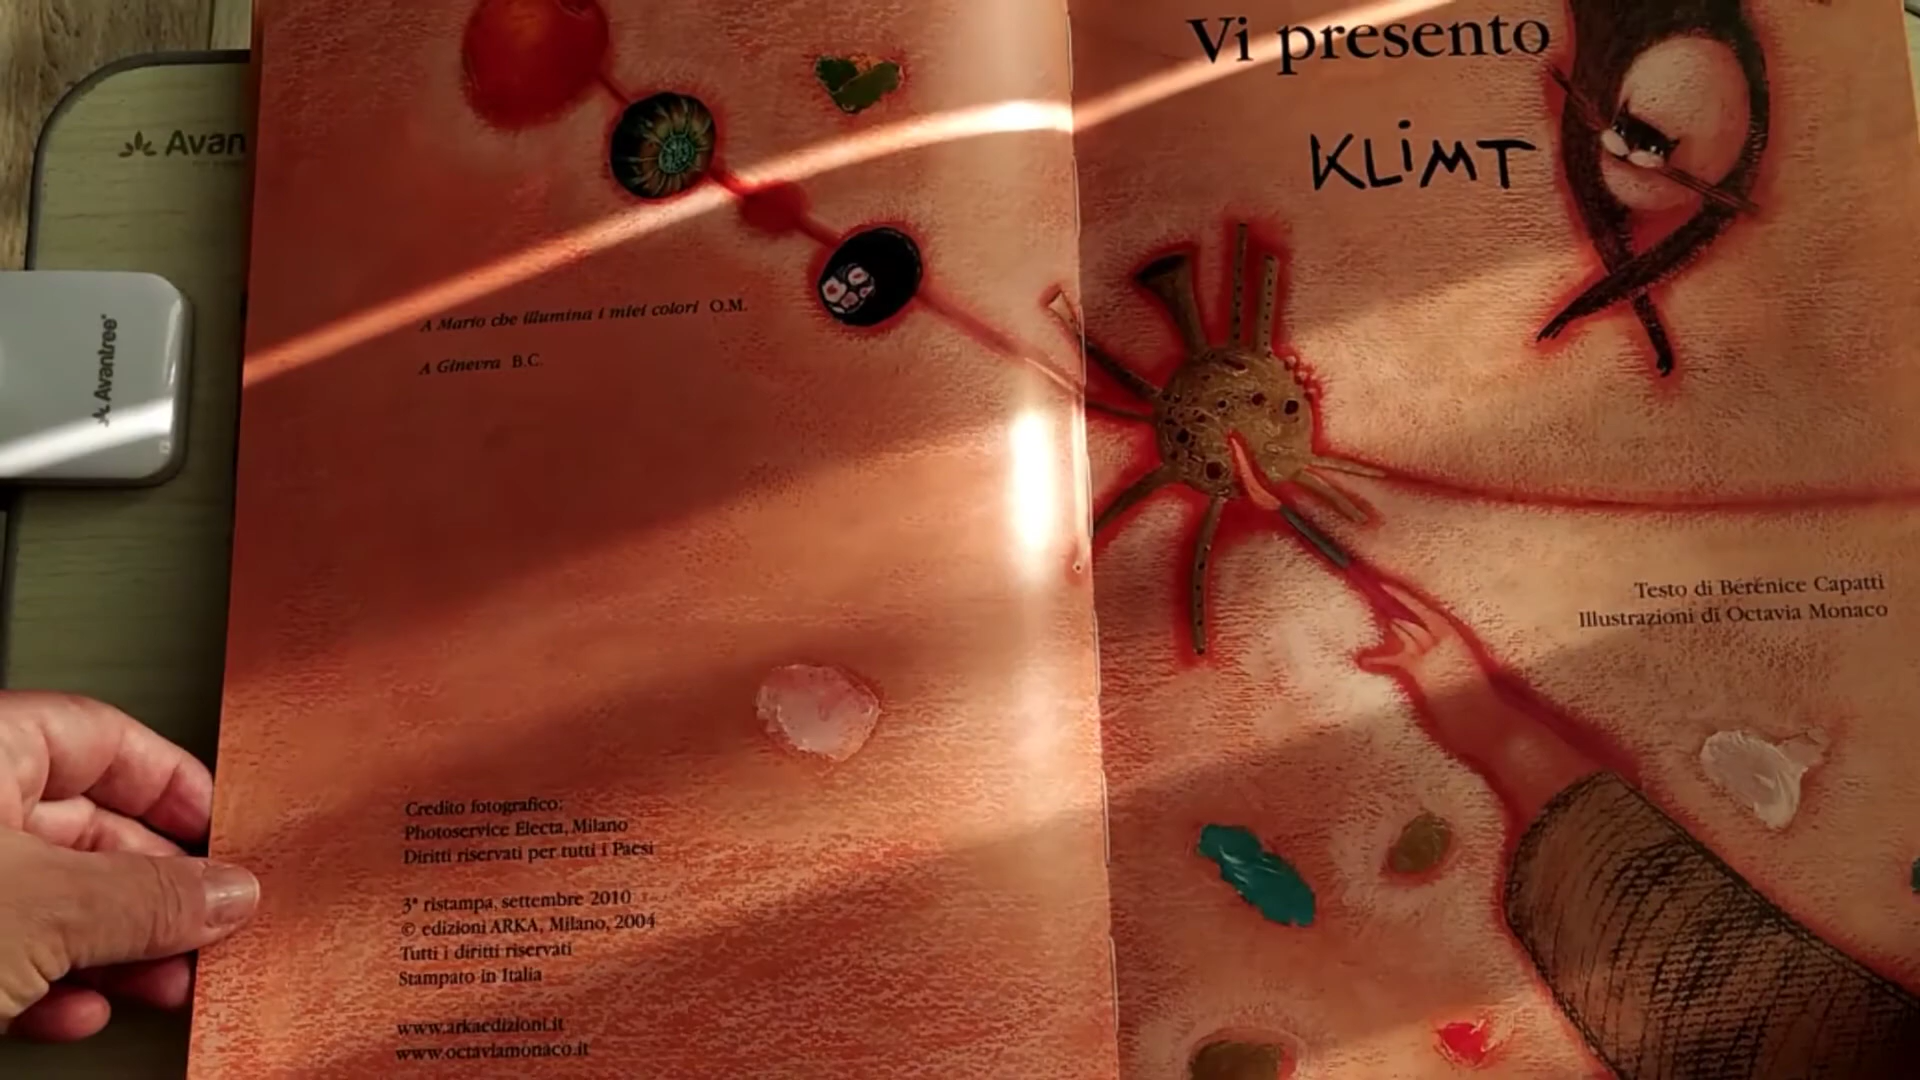 Avan
Avantree
A Mario che illumina i miei colori O.M.
A Ginevra B.C.
Credito fotografico:
Photoservice Electa, Milano
Diritti riservati per tutti i Paesi
3ª ristampa, settembre 2010
© edizioni ARKA, Milano, 2004
Tutti i diritti riservati
Stampato in Italia
www.arkaedizioni.it
www.octaviamonaco.it
Vi presento
KLiMT
Testo di Bérénice Capatti
Illustrazioni di Octavia Monaco